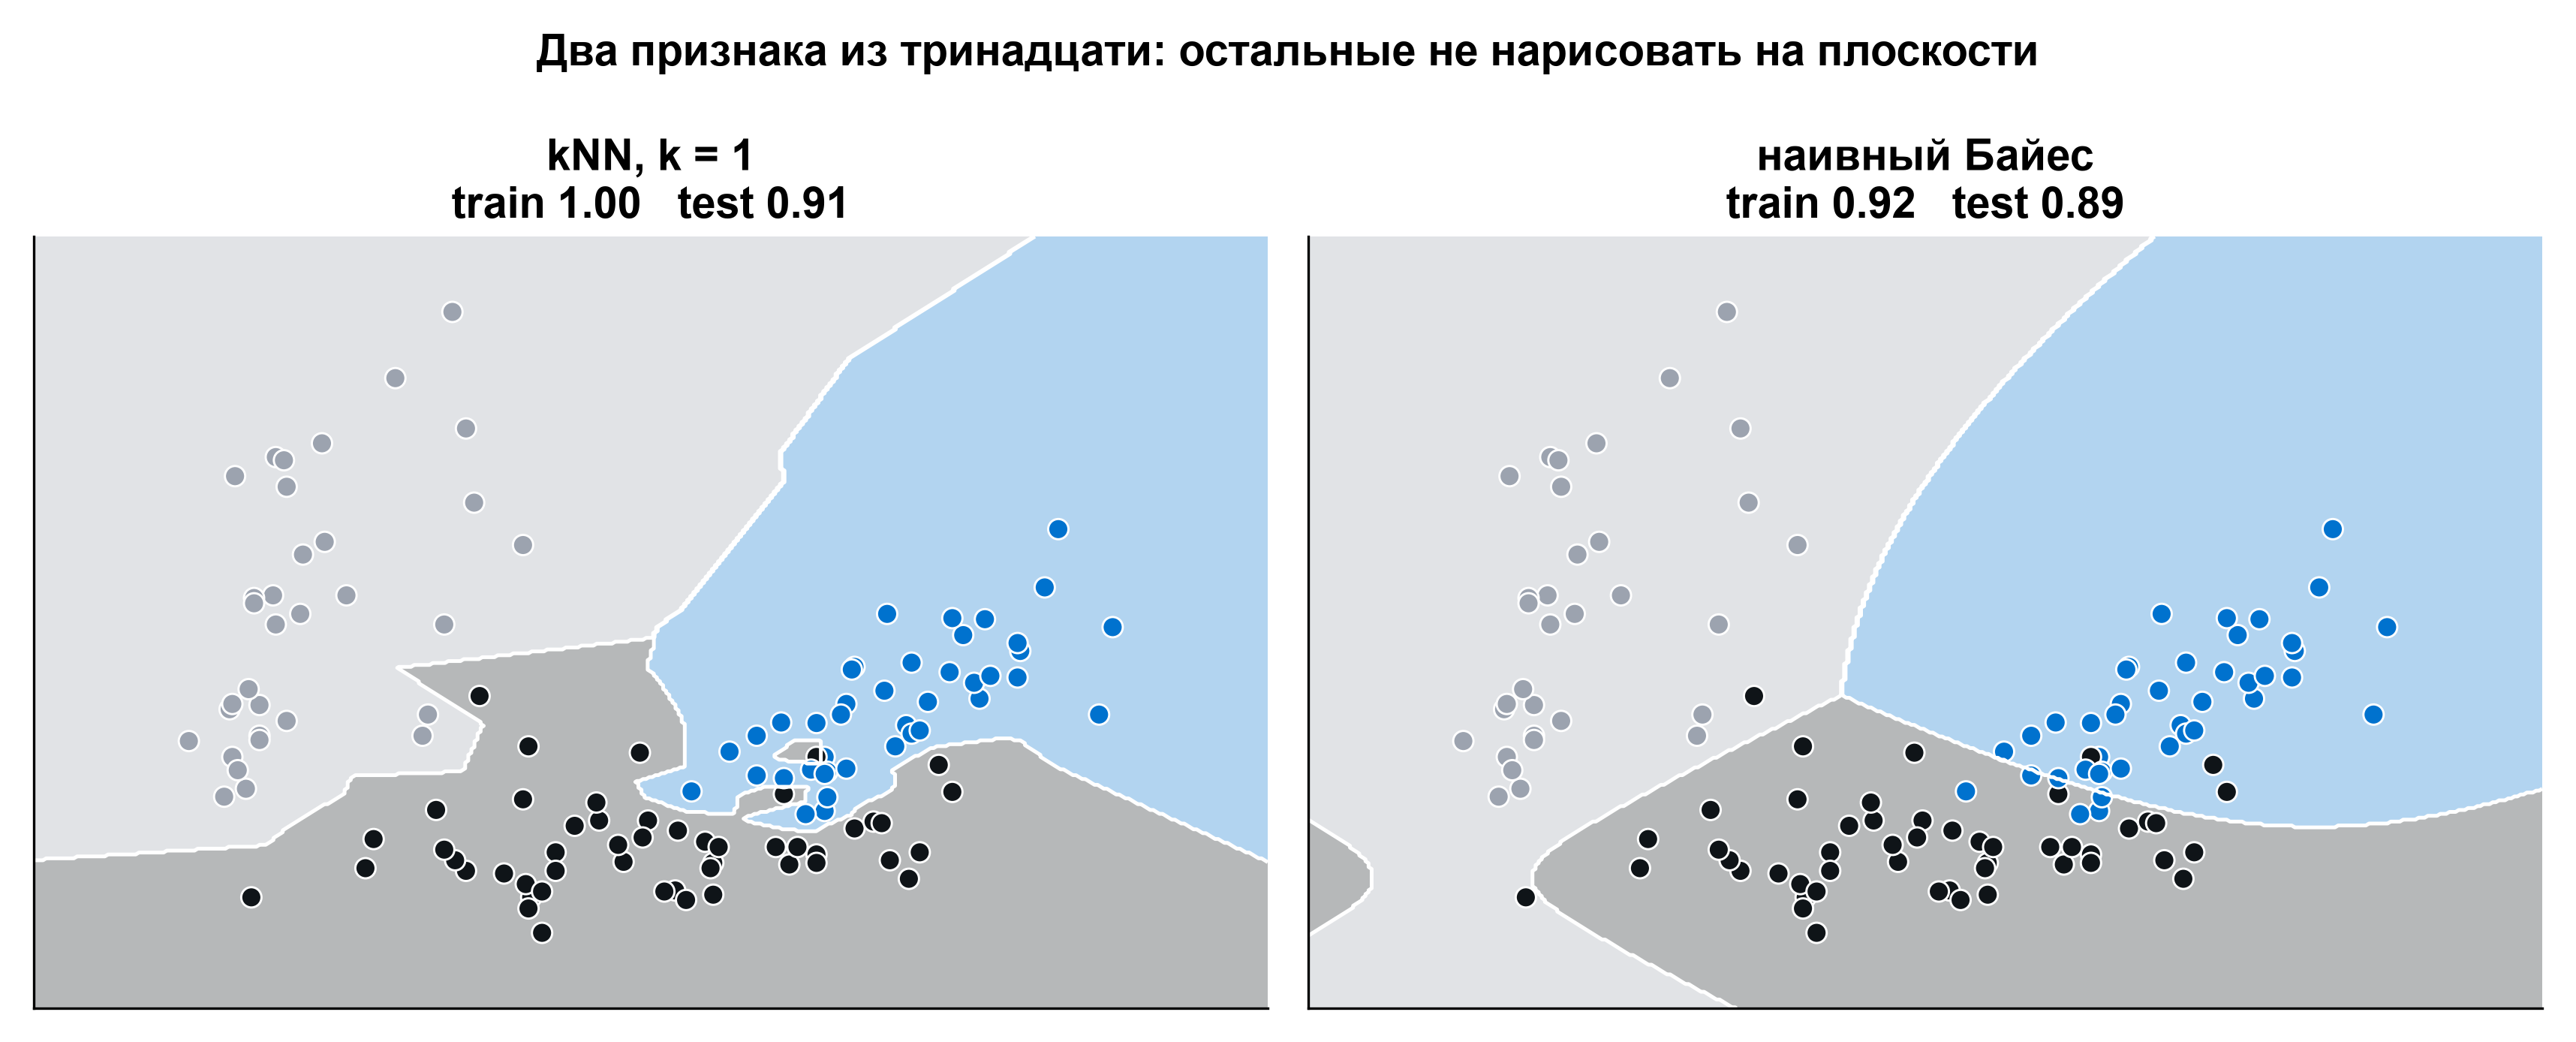 Два признака из тринадцати: остальные не нарисовать на плоскости
kNN, k = 1
train 1.00   test 0.91
наивный Байес
train 0.92   test 0.89